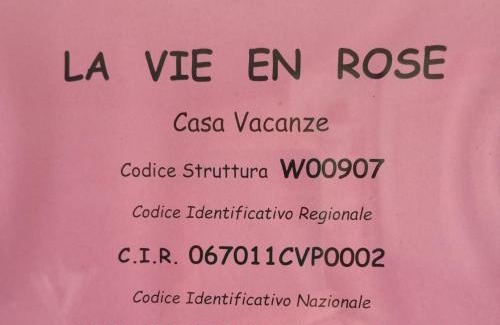 LA VIE EN ROSE
Casa Vacanze
Codice Struttura W00907
Codice Identificativo Regionale
C.I.R. 067011CVP0002
Codice Identificativo Nazionale